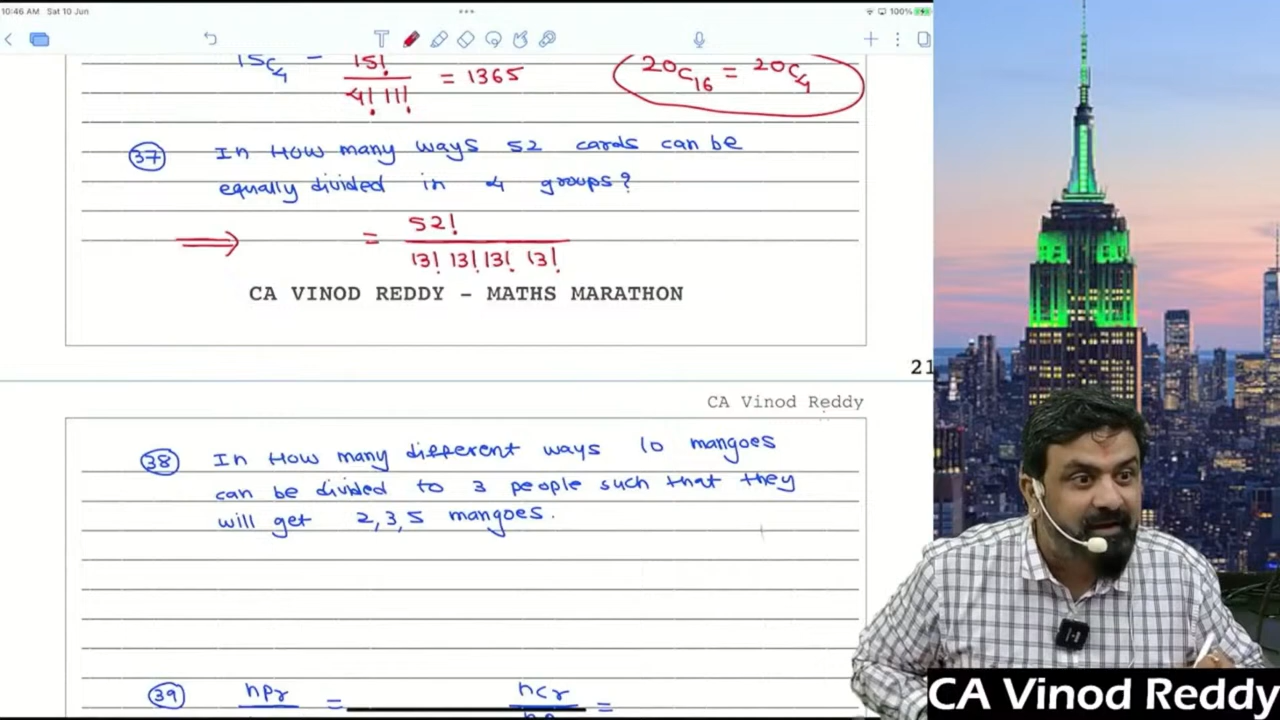 10:46 AM Sat 10 Jun
100%
15C4 = 15! / 4! 11! = 1365
20C16 = 20C4
37 In How many ways 52 cards can be
equally divided in 4 groups?
= 52! / 13! 13! 13! 13!
CA VINOD REDDY - MATHS MARATHON
21
CA Vinod Reddy
38 In How many different ways 10 mangoes
can be divided to 3 people such that they
will get 2,3,5 mangoes.
39 nPr = nCr =
CA Vinod Reddy